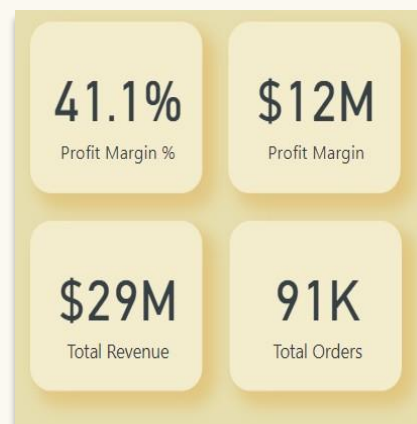 41.1%
Profit Margin %
$12M
Profit Margin
$29M
Total Revenue
91K
Total Orders